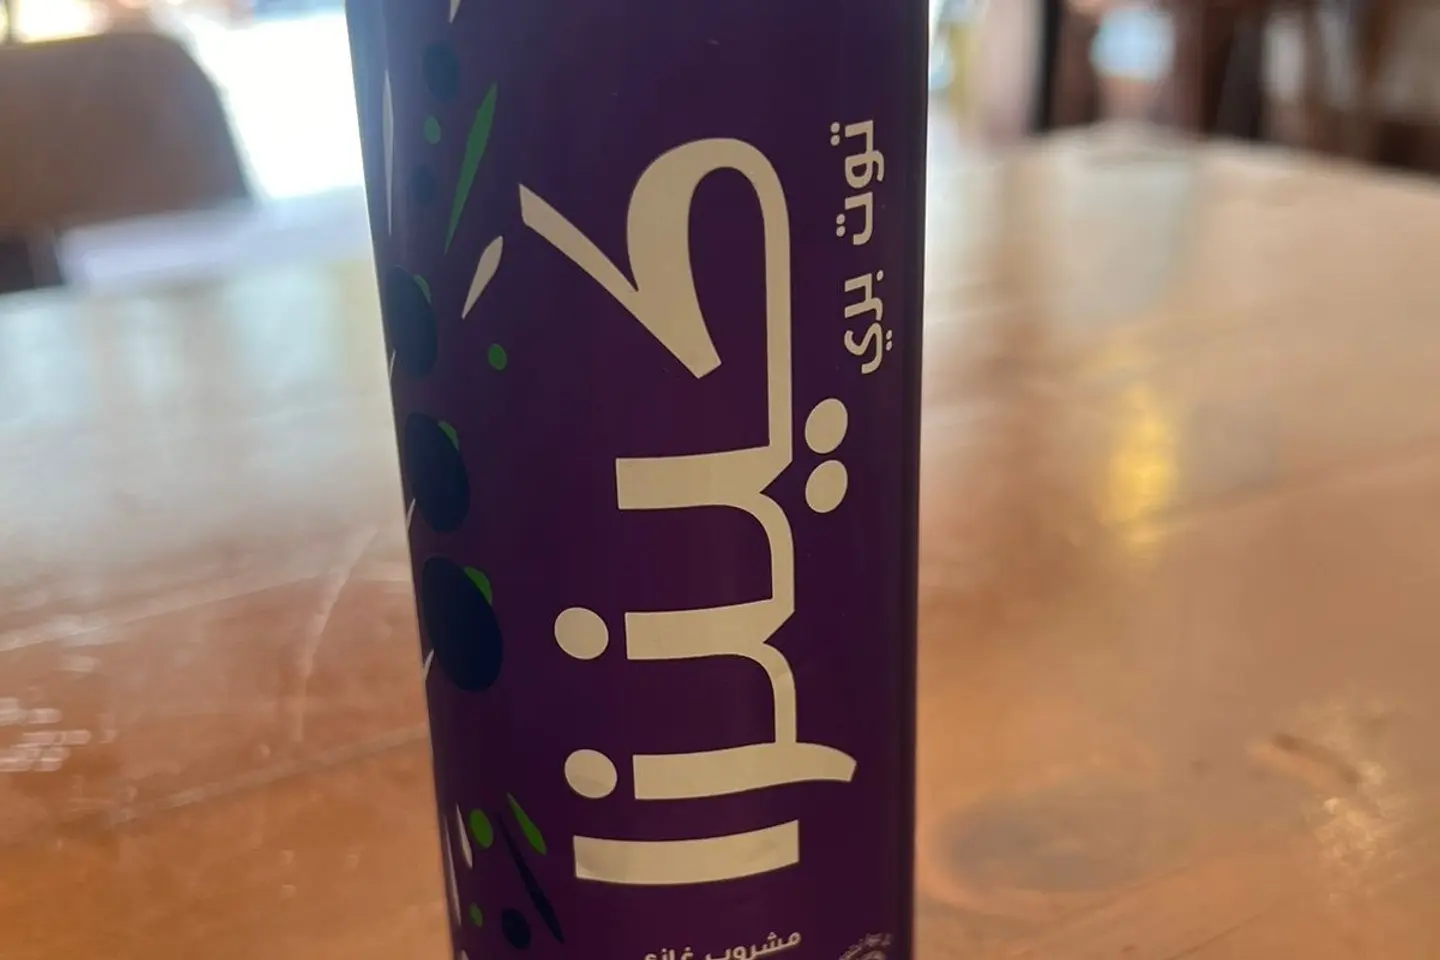 كينزا
توت بري
مشروب غازي